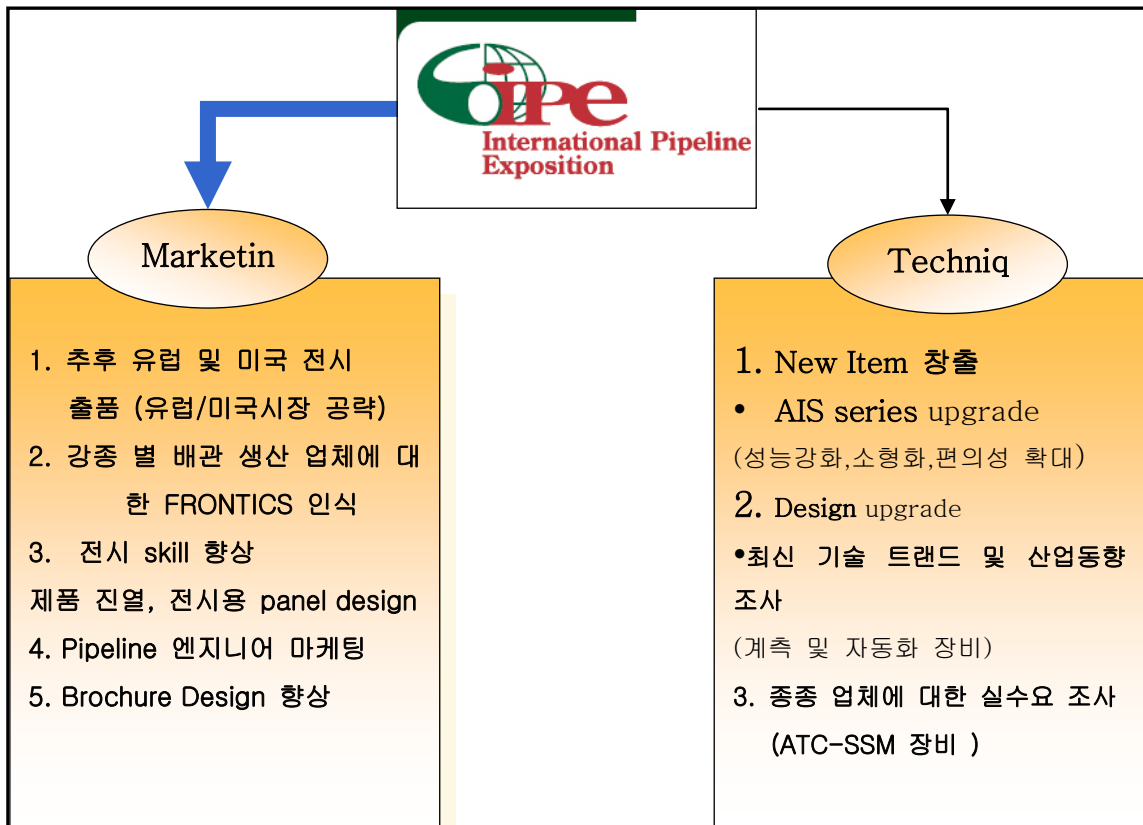 iPe
International Pipeline
Exposition
Marketin
1. 추후 유럽 및 미국 전시
출품 (유럽/미국시장 공략)
2. 강종 별 배관 생산 업체에 대
한 FRONTICS 인식
3. 전시 skill 향상
제품 진열, 전시용 panel design
4. Pipeline 엔지니어 마케팅
5. Brochure Design 향상
Techniq
1. New Item 창출
• AIS series upgrade
(성능강화,소형화,편의성 확대)
2. Design upgrade
•최신 기술 트랜드 및 산업동향
조사
(계측 및 자동화 장비)
3. 종종 업체에 대한 실수요 조사
(ATC-SSM 장비 )